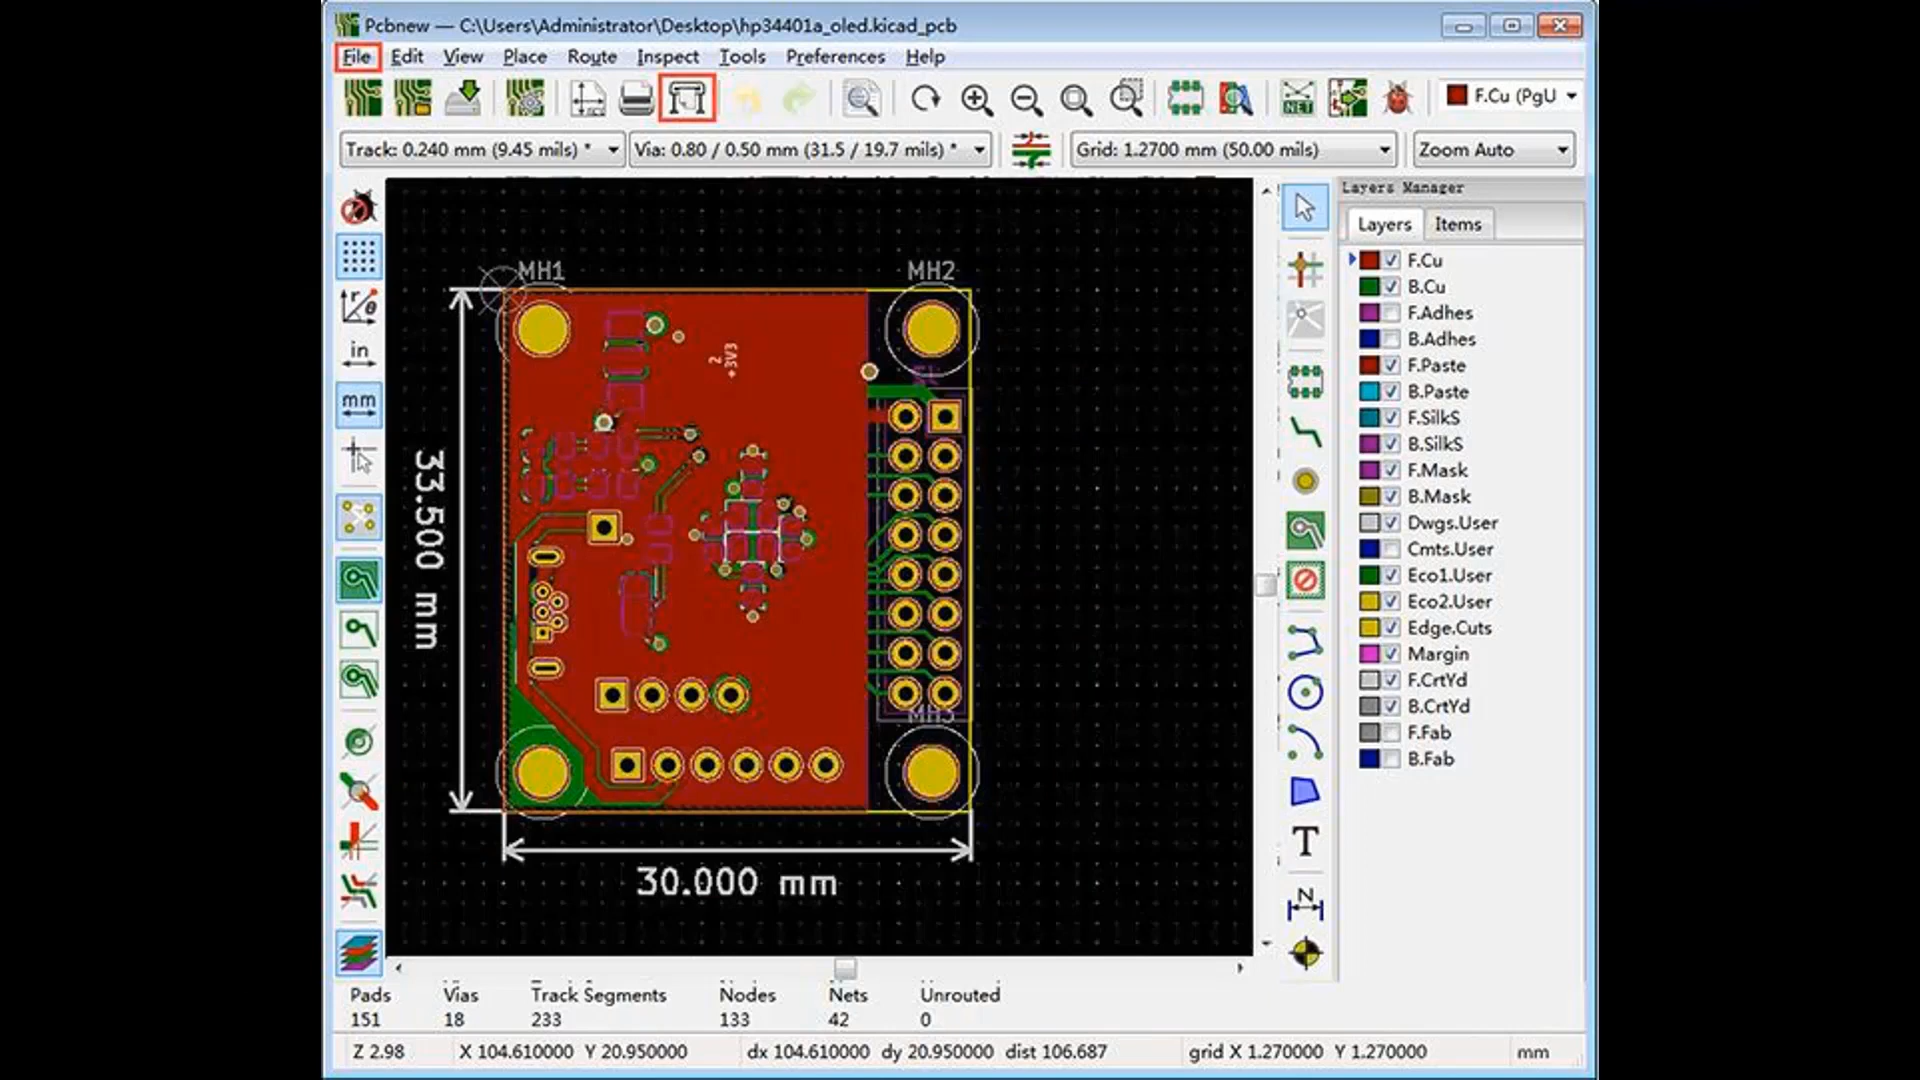 Pcbnew — C:\Users\Administrator\Desktop\hp34401a_oled.kicad_pcb
File Edit View Place Route Inspect Tools Preferences Help
NET
F.Cu (PgU
Track: 0.240 mm (9.45 mils) *
Via: 0.80 / 0.50 mm (31.5 / 19.7 mils) *
Grid: 1.2700 mm (50.00 mils)
Zoom Auto
in
mm
MH1
MH2
2
+3V3
MH3
33.500 mm
30.000 mm
T
N
Layers Manager
Layers Items
F.Cu
B.Cu
F.Adhes
B.Adhes
F.Paste
B.Paste
F.SilkS
B.SilkS
F.Mask
B.Mask
Dwgs.User
Cmts.User
Eco1.User
Eco2.User
Edge.Cuts
Margin
F.CrtYd
B.CrtYd
F.Fab
B.Fab
Pads Vias Track Segments Nodes Nets Unrouted
151 18 233 133 42 0
Z 2.98 X 104.610000 Y 20.950000 dx 104.610000 dy 20.950000 dist 106.687 grid X 1.270000 Y 1.270000 mm